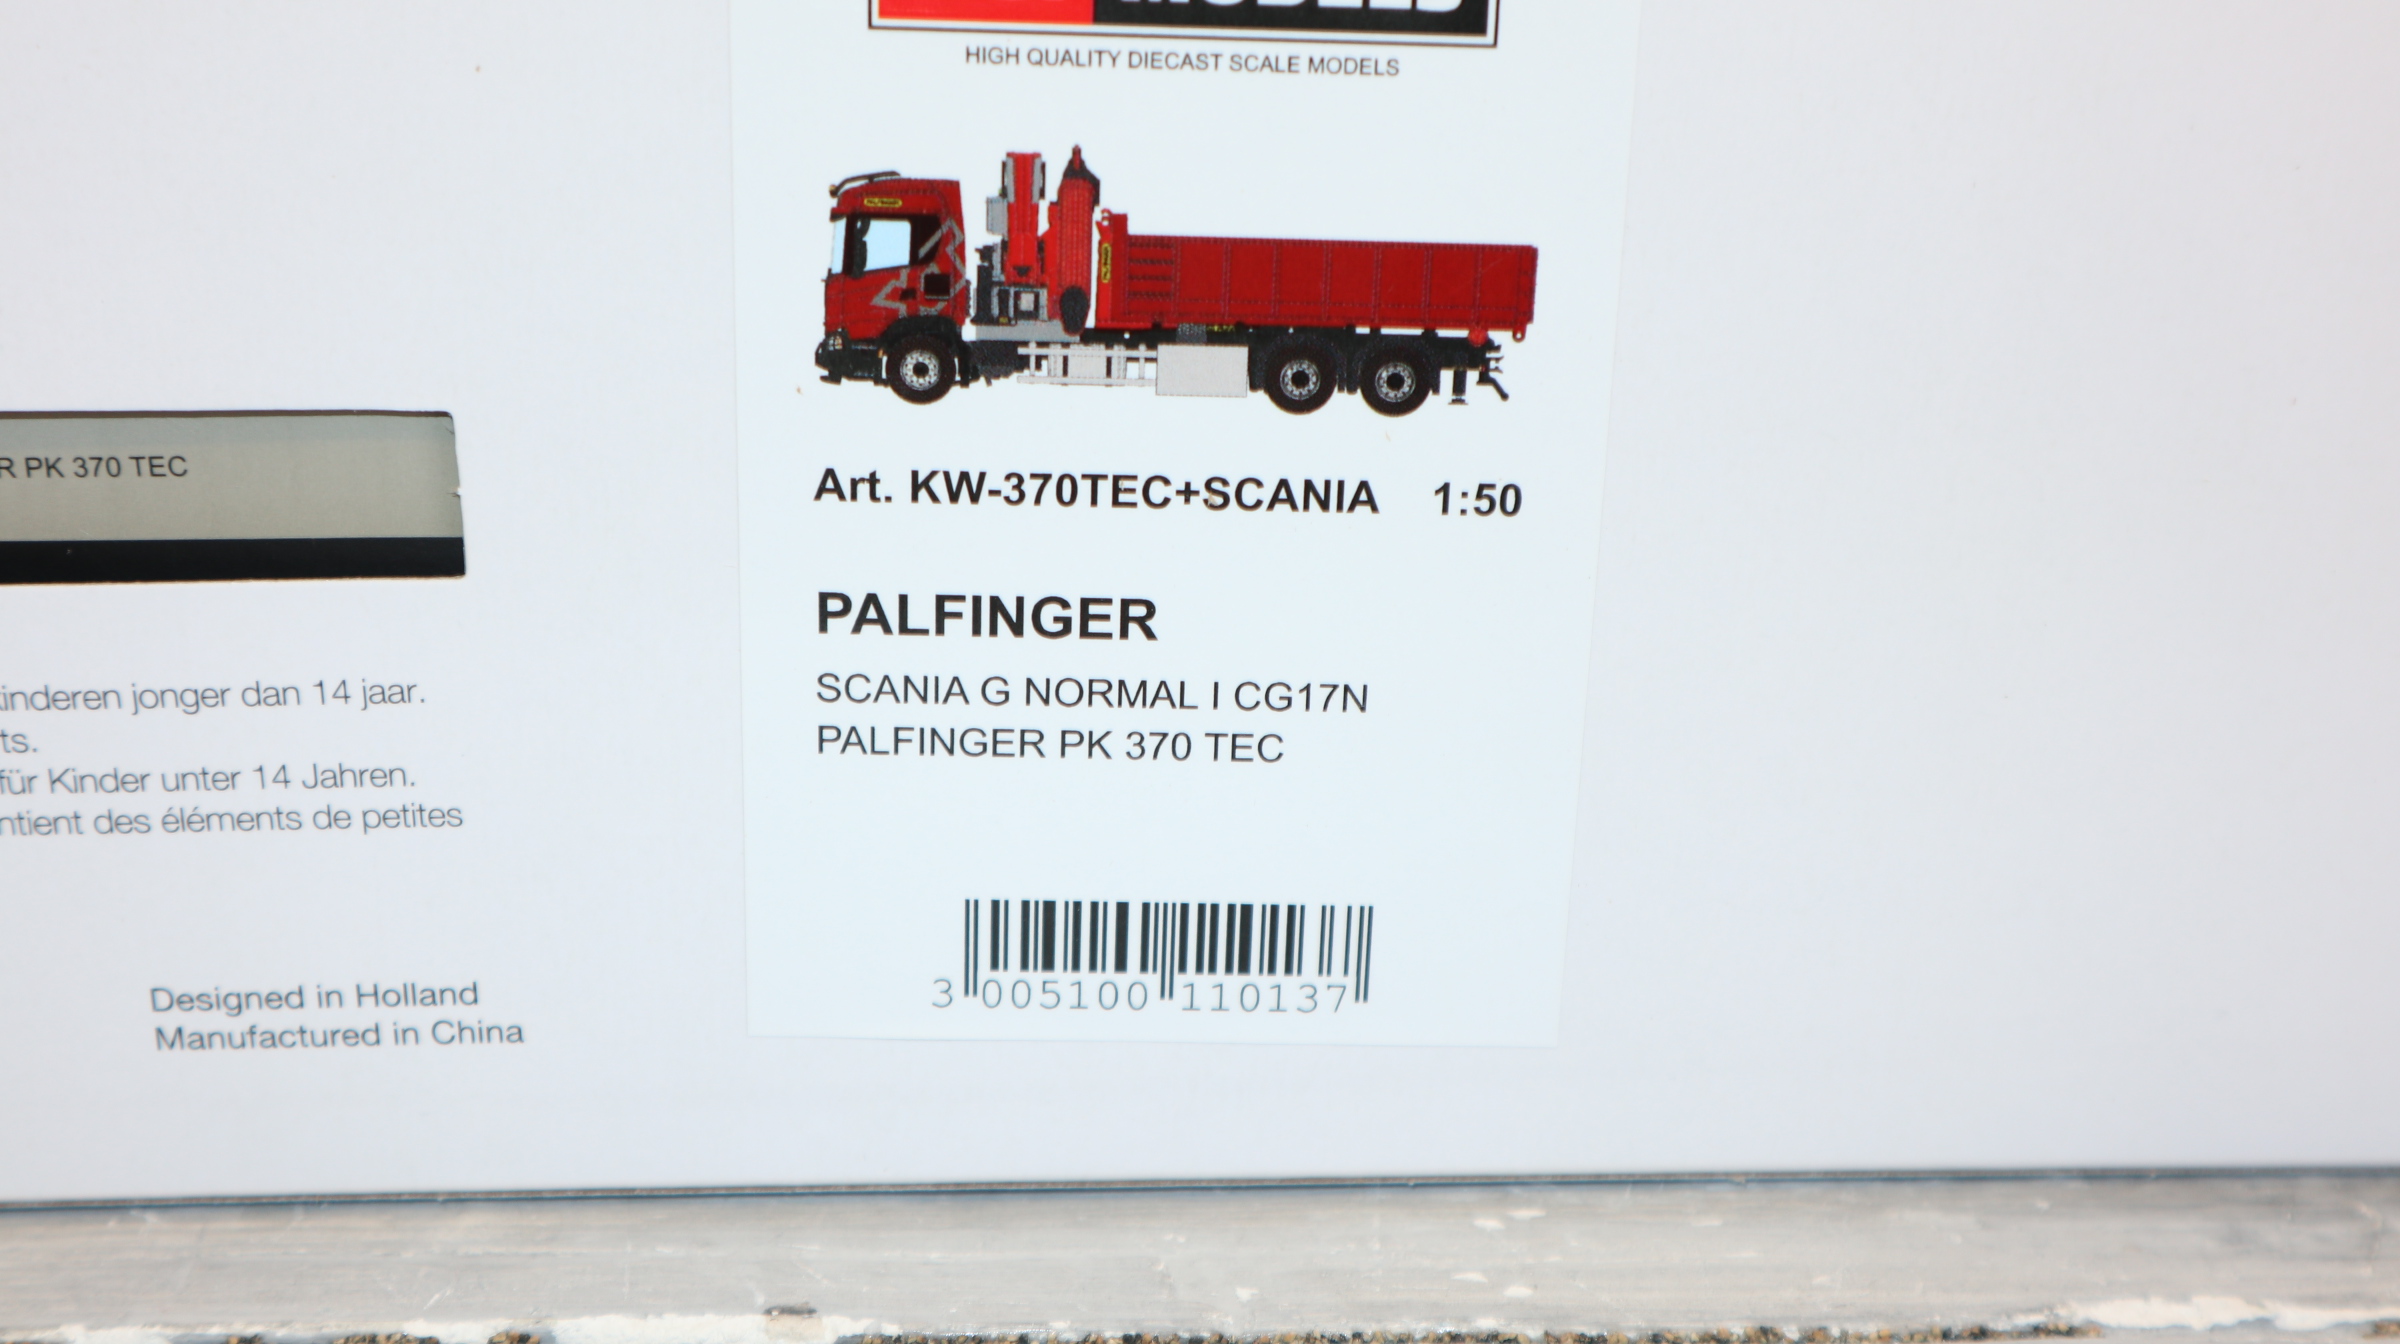 MODELS
HIGH QUALITY DIECAST SCALE MODELS
Art. KW-370TEC+SCANIA 1:50
PALFINGER
SCANIA G NORMAL I CG17N
PALFINGER PK 370 TEC
3 005100 110137
R PK 370 TEC
inderen jonger dan 14 jaar.
ts.
für Kinder unter 14 Jahren.
ntient des éléments de petites
Designed in Holland
Manufactured in China